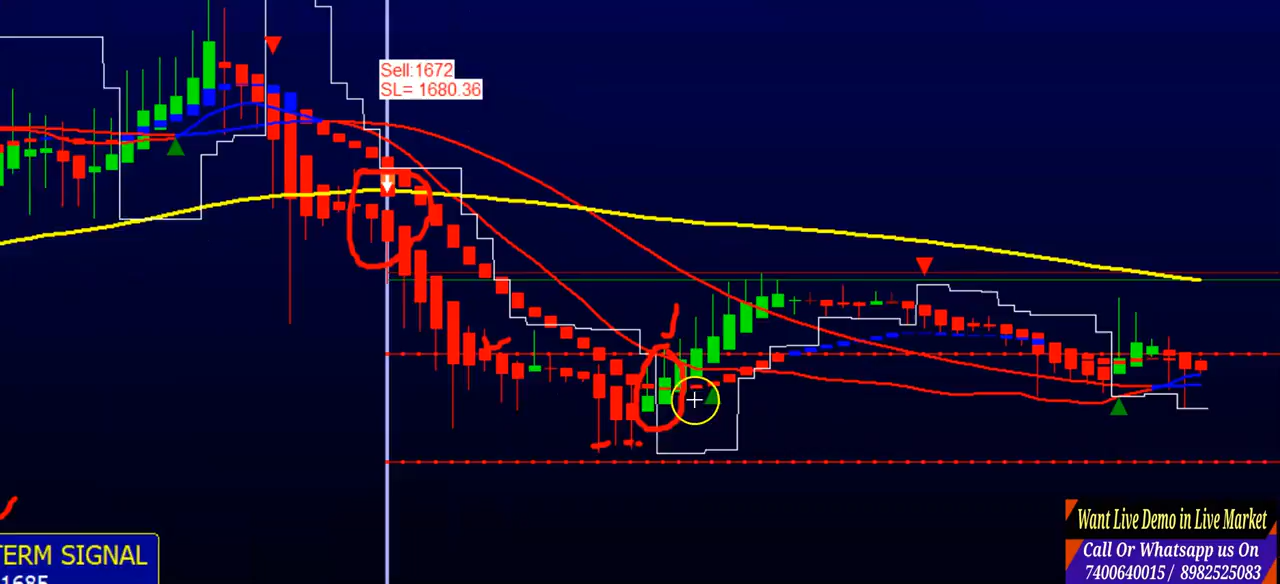 Sell:1672
SL= 1680.36
TERM SIGNAL
1685
Want Live Demo in Live Market
Call Or Whatsapp us On
7400640015 / 8982525083